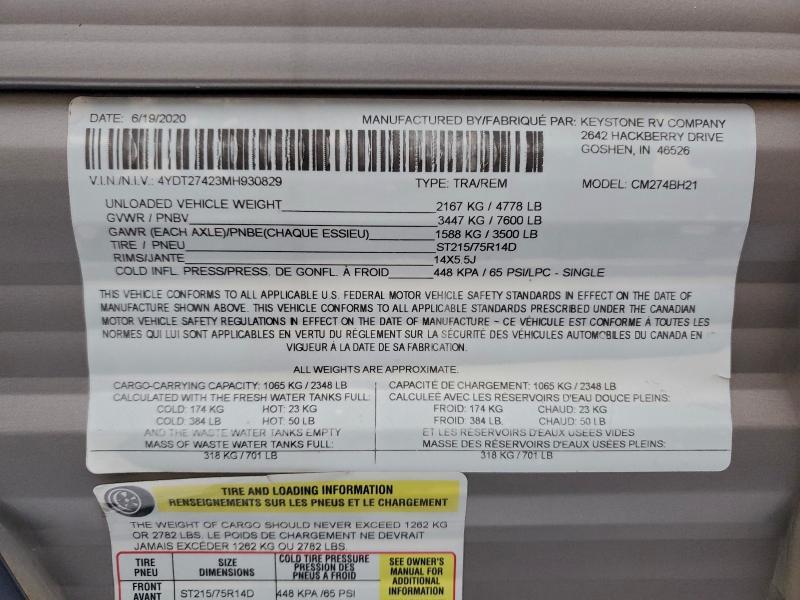 DATE: 6/19/2020 MANUFACTURED BY/FABRIQUÉ PAR: KEYSTONE RV COMPANY
2642 HACKBERRY DRIVE
GOSHEN, IN 46526
V.I.N./N.I.V.: 4YDT27423MH930829 TYPE: TRA/REM MODEL: CM274BH21
UNLOADED VEHICLE WEIGHT 2167 KG / 4778 LB
GVWR / PNBV 3447 KG / 7600 LB
GAWR (EACH AXLE)/PNBE(CHAQUE ESSIEU) 1588 KG / 3500 LB
TIRE / PNEU ST215/75R14D
RIMS/JANTE 14X5.5J
COLD INFL. PRESS/PRESS. DE GONFL. À FROID 448 KPA / 65 PSI/LPC - SINGLE
THIS VEHICLE CONFORMS TO ALL APPLICABLE U.S. FEDERAL MOTOR VEHICLE SAFETY STANDARDS IN EFFECT ON THE DATE OF
MANUFACTURE SHOWN ABOVE. THIS VEHICLE CONFORMS TO ALL APPLICABLE STANDARDS PRESCRIBED UNDER THE CANADIAN
MOTOR VEHICLE SAFETY REGULATIONS IN EFFECT ON THE DATE OF MANUFACTURE – CE VÉHICULE EST CONFORME À TOUTES LES
NORMES QUI LUI SONT APPLICABLES EN VERTU DU RÈGLEMENT SUR LA SÉCURITÉ DES VÉHICULES AUTOMOBILES DU CANADA EN
VIGUEUR À LA DATE DE SA FABRICATION.
ALL WEIGHTS ARE APPROXIMATE.
CARGO-CARRYING CAPACITY: 1065 KG / 2348 LB
CALCULATED WITH THE FRESH WATER TANKS FULL:
COLD: 174 KG HOT: 23 KG
COLD: 384 LB HOT: 50 LB
AND THE WASTE WATER TANKS EMPTY
MASS OF WASTE WATER TANKS FULL:
318 KG / 701 LB
CAPACITÉ DE CHARGEMENT: 1065 KG / 2348 LB
CALCULÉE AVEC LES RÉSERVOIRS D'EAU DOUCE PLEINS:
FROID: 174 KG CHAUD: 23 KG
FROID: 384 LB CHAUD: 50 LB
ET LES RÉSERVOIRS D'EAUX USÉES VIDES
MASSE DES RÉSERVOIRS D'EAUX USÉES PLEINS:
318 KG / 701 LB
TIRE AND LOADING INFORMATION
RENSEIGNEMENTS SUR LES PNEUS ET LE CHARGEMENT
THE WEIGHT OF CARGO SHOULD NEVER EXCEED 1262 KG
OR 2782 LBS. LE POIDS DE CHARGEMENT NE DEVRAIT
JAMAIS EXCÉDER 1262 KG OU 2782 LBS.
TIRE
PNEU
SIZE
DIMENSIONS
COLD TIRE PRESSURE
PRESSION DES
PNEUS À FROID
SEE OWNER'S
MANUAL FOR
ADDITIONAL
INFORMATION
FRONT
AVANT
ST215/75R14D
448 KPA /65 PSI